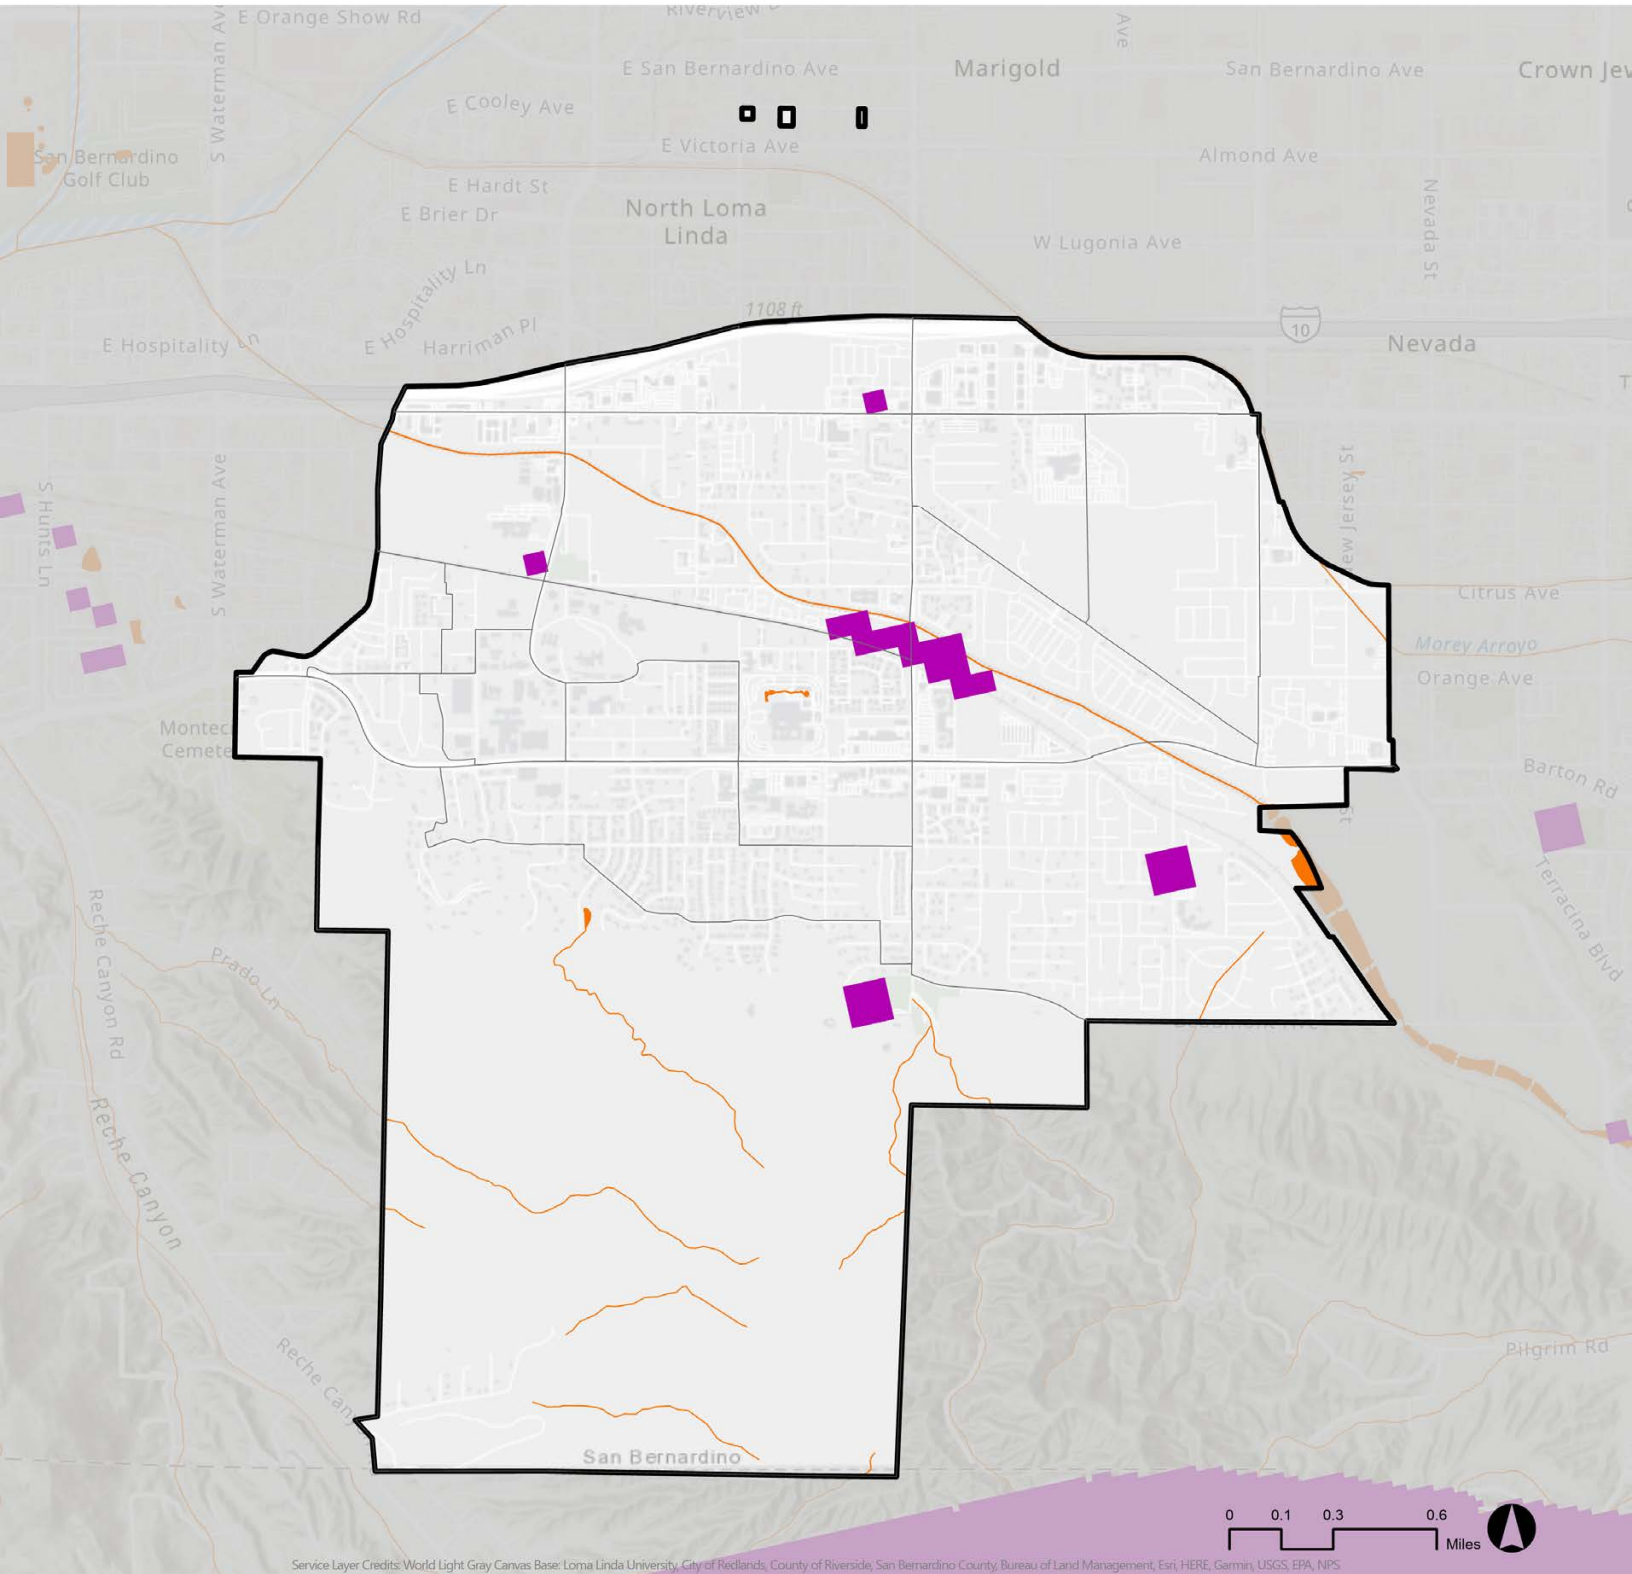 E Orange Show Rd
Riverview D
S Waterman Ave
Ave
E San Bernardino Ave
Marigold
San Bernardino Ave
Crown Jew
E Cooley Ave
E Victoria Ave
Almond Ave
San Bernardino
Golf Club
E Hardt St
E Brier Dr
North Loma
Linda
W Lugonia Ave
Nevada St
E Hospitality Ln
1108 ft
10
E Hospitality Ln
Harriman Pl
Nevada
S Hunts Ln
S Waterman Ave
New Jersey St
Citrus Ave
Morey Arroyo
Orange Ave
Montec
Cemete
Barton Rd
St
Terracina Blvd
Reche Canyon Rd
Prado Ln
Beaumont Ave
Reche Canyon
Reche Cany
Pilgrim Rd
San Bernardino
0 0.1 0.3 0.6
Miles
Service Layer Credits: World Light Gray Canvas Base: Loma Linda University, City of Redlands, County of Riverside, San Bernardino County, Bureau of Land Management, Esri, HERE, Garmin, USGS, EPA, NPS